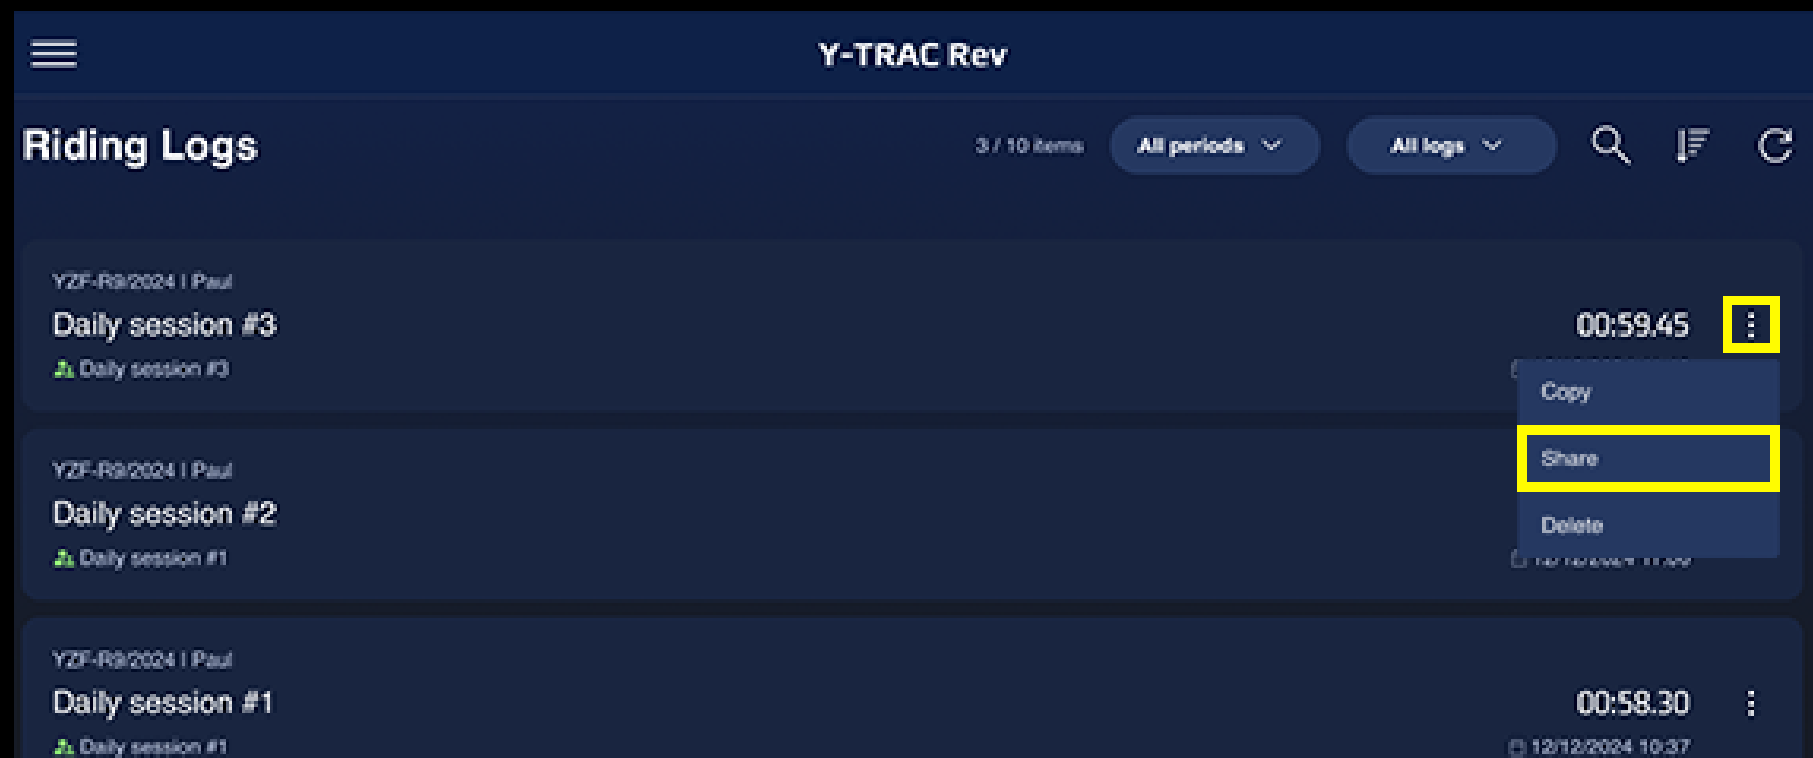 Y-TRAC Rev
Riding Logs
3 / 10 items
All periods
All logs
YZF-R9/2024 | Paul
Daily session #3
00:59.45
Daily session #3
Copy
Share
Delete
YZF-R9/2024 | Paul
Daily session #2
Daily session #1
YZF-R9/2024 | Paul
Daily session #1
00:58.30
Daily session #1
12/12/2024 10:37